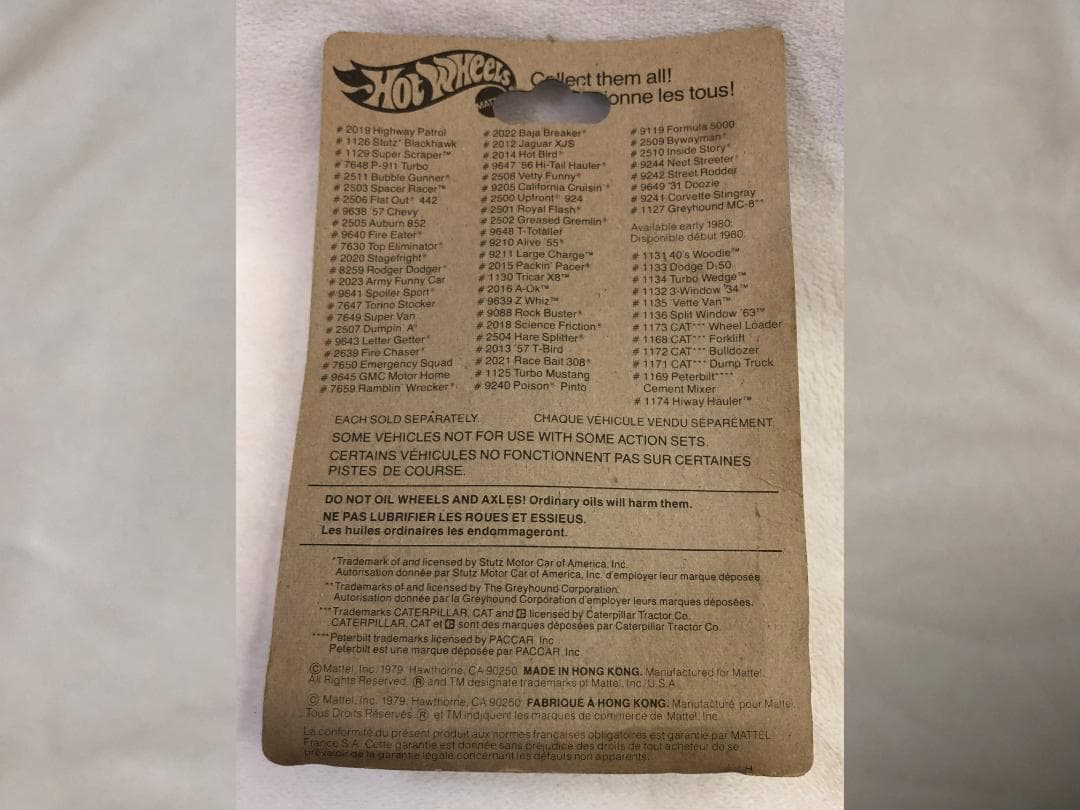 Hot Wheels
Collect them all!
les tous!
# 2019 Highway Patrol
# 1126 Stutz* Blackhawk
# 1129 Super Scraper™
# 7648 P-911 Turbo
# 2511 Bubble Gunner®
# 2503 Spacer Racer™
# 2506 Flat Out® 442
# 9638 '57 Chevy
# 2505 Auburn 852
# 9640 Fire Eater®
# 7630 Top Eliminator®
# 2020 Stagefright®
# 8259 Rodger Dodger®
# 2023 Army Funny Car
# 9641 Spoiler Sport®
# 7647 Torino Stocker
# 7649 Super Van
# 2507 Dumpin' A®
# 9643 Letter Getter®
# 2639 Fire Chaser®
# 7650 Emergency Squad
# 9645 GMC Motor Home
# 7659 Ramblin' Wrecker®
# 2022 Baja Breaker®
# 2012 Jaguar XJS
# 2014 Hot Bird®
# 9647 '56 Hi-Tail Hauler®
# 2508 Vetty Funny®
# 9205 California Cruisin'®
# 2500 Upfront® 924
# 2501 Royal Flash®
# 2502 Greased Gremlin®
# 9648 T-Totaller
# 9210 Alive '55®
# 9211 Large Charge™
# 2015 Packin' Pacer®
# 1130 Tricar X8™
# 2016 A-Ok™
# 9639 Z Whiz™
# 9088 Rock Buster®
# 2018 Science Friction®
# 2504 Hare Splitter®
# 2013 '57 T-Bird
# 2021 Race Bait 308®
# 1125 Turbo Mustang
# 9240 Poison® Pinto
# 9119 Formula 5000
# 2509 Bywayman®
# 2510 Inside Story®
# 9244 Neet Streeter®
# 9242 Street Rodder®
# 9649 '31 Doozie
# 9241 Corvette Stingray
# 1127 Greyhound MC-8**
Available early 1980:
Disponible début 1980.
# 1131 40's Woodie™
# 1133 Dodge D-50
# 1134 Turbo Wedge™
# 1132 3-Window '34™
# 1135 'Vette Van™
# 1136 Split Window '63™
# 1173 CAT*** Wheel Loader
# 1168 CAT*** Forklift
# 1172 CAT*** Bulldozer
# 1171 CAT*** Dump Truck
# 1169 Peterbilt****
Cement Mixer
# 1174 Hiway Hauler™
EACH SOLD SEPARATELY. CHAQUE VÉHICULE VENDU SÉPARÉMENT.
SOME VEHICLES NOT FOR USE WITH SOME ACTION SETS.
CERTAINS VÉHICULES NO FONCTIONNENT PAS SUR CERTAINES
PISTES DE COURSE.
DO NOT OIL WHEELS AND AXLES! Ordinary oils will harm them.
NE PAS LUBRIFIER LES ROUES ET ESSIEUS.
Les huiles ordinaires les endommageront.
*Trademark of and licensed by Stutz Motor Car of America, Inc.
Autorisation donnée par Stutz Motor Car of America, Inc. d'employer leur marque déposée.
**Trademarks of and licensed by The Greyhound Corporation.
Autorisation donnée par la Greyhound Corporation d'employer leurs marques déposées.
***Trademarks CATERPILLAR, CAT and C licensed by Caterpillar Tractor Co.
CATERPILLAR, CAT et C sont des marques déposées par Caterpillar Tractor Co.
****Peterbilt trademarks licensed by PACCAR, Inc.
Peterbilt est une marque déposée par PACCAR, Inc.
© Mattel, Inc. 1979, Hawthorne, CA 90250. MADE IN HONG KONG. Manufactured for Mattel.
All Rights Reserved. ® and TM designate trademarks of Mattel, Inc. U.S.A.
© Mattel, Inc. 1979, Hawthorne, CA 90250. FABRIQUÉ À HONG KONG. Manufacturé pour Mattel.
Tous Droits Réservés. ® et TM indiquent les marques de commerce de Mattel, Inc.
La conformité du présent produit aux normes françaises obligatoires est garantie par MATTEL
France S.A. Cette garantie est donnée sans préjudice des droits de tout acheteur de se
prévaloir de la garantie légale concernant les défauts non apparents.
H